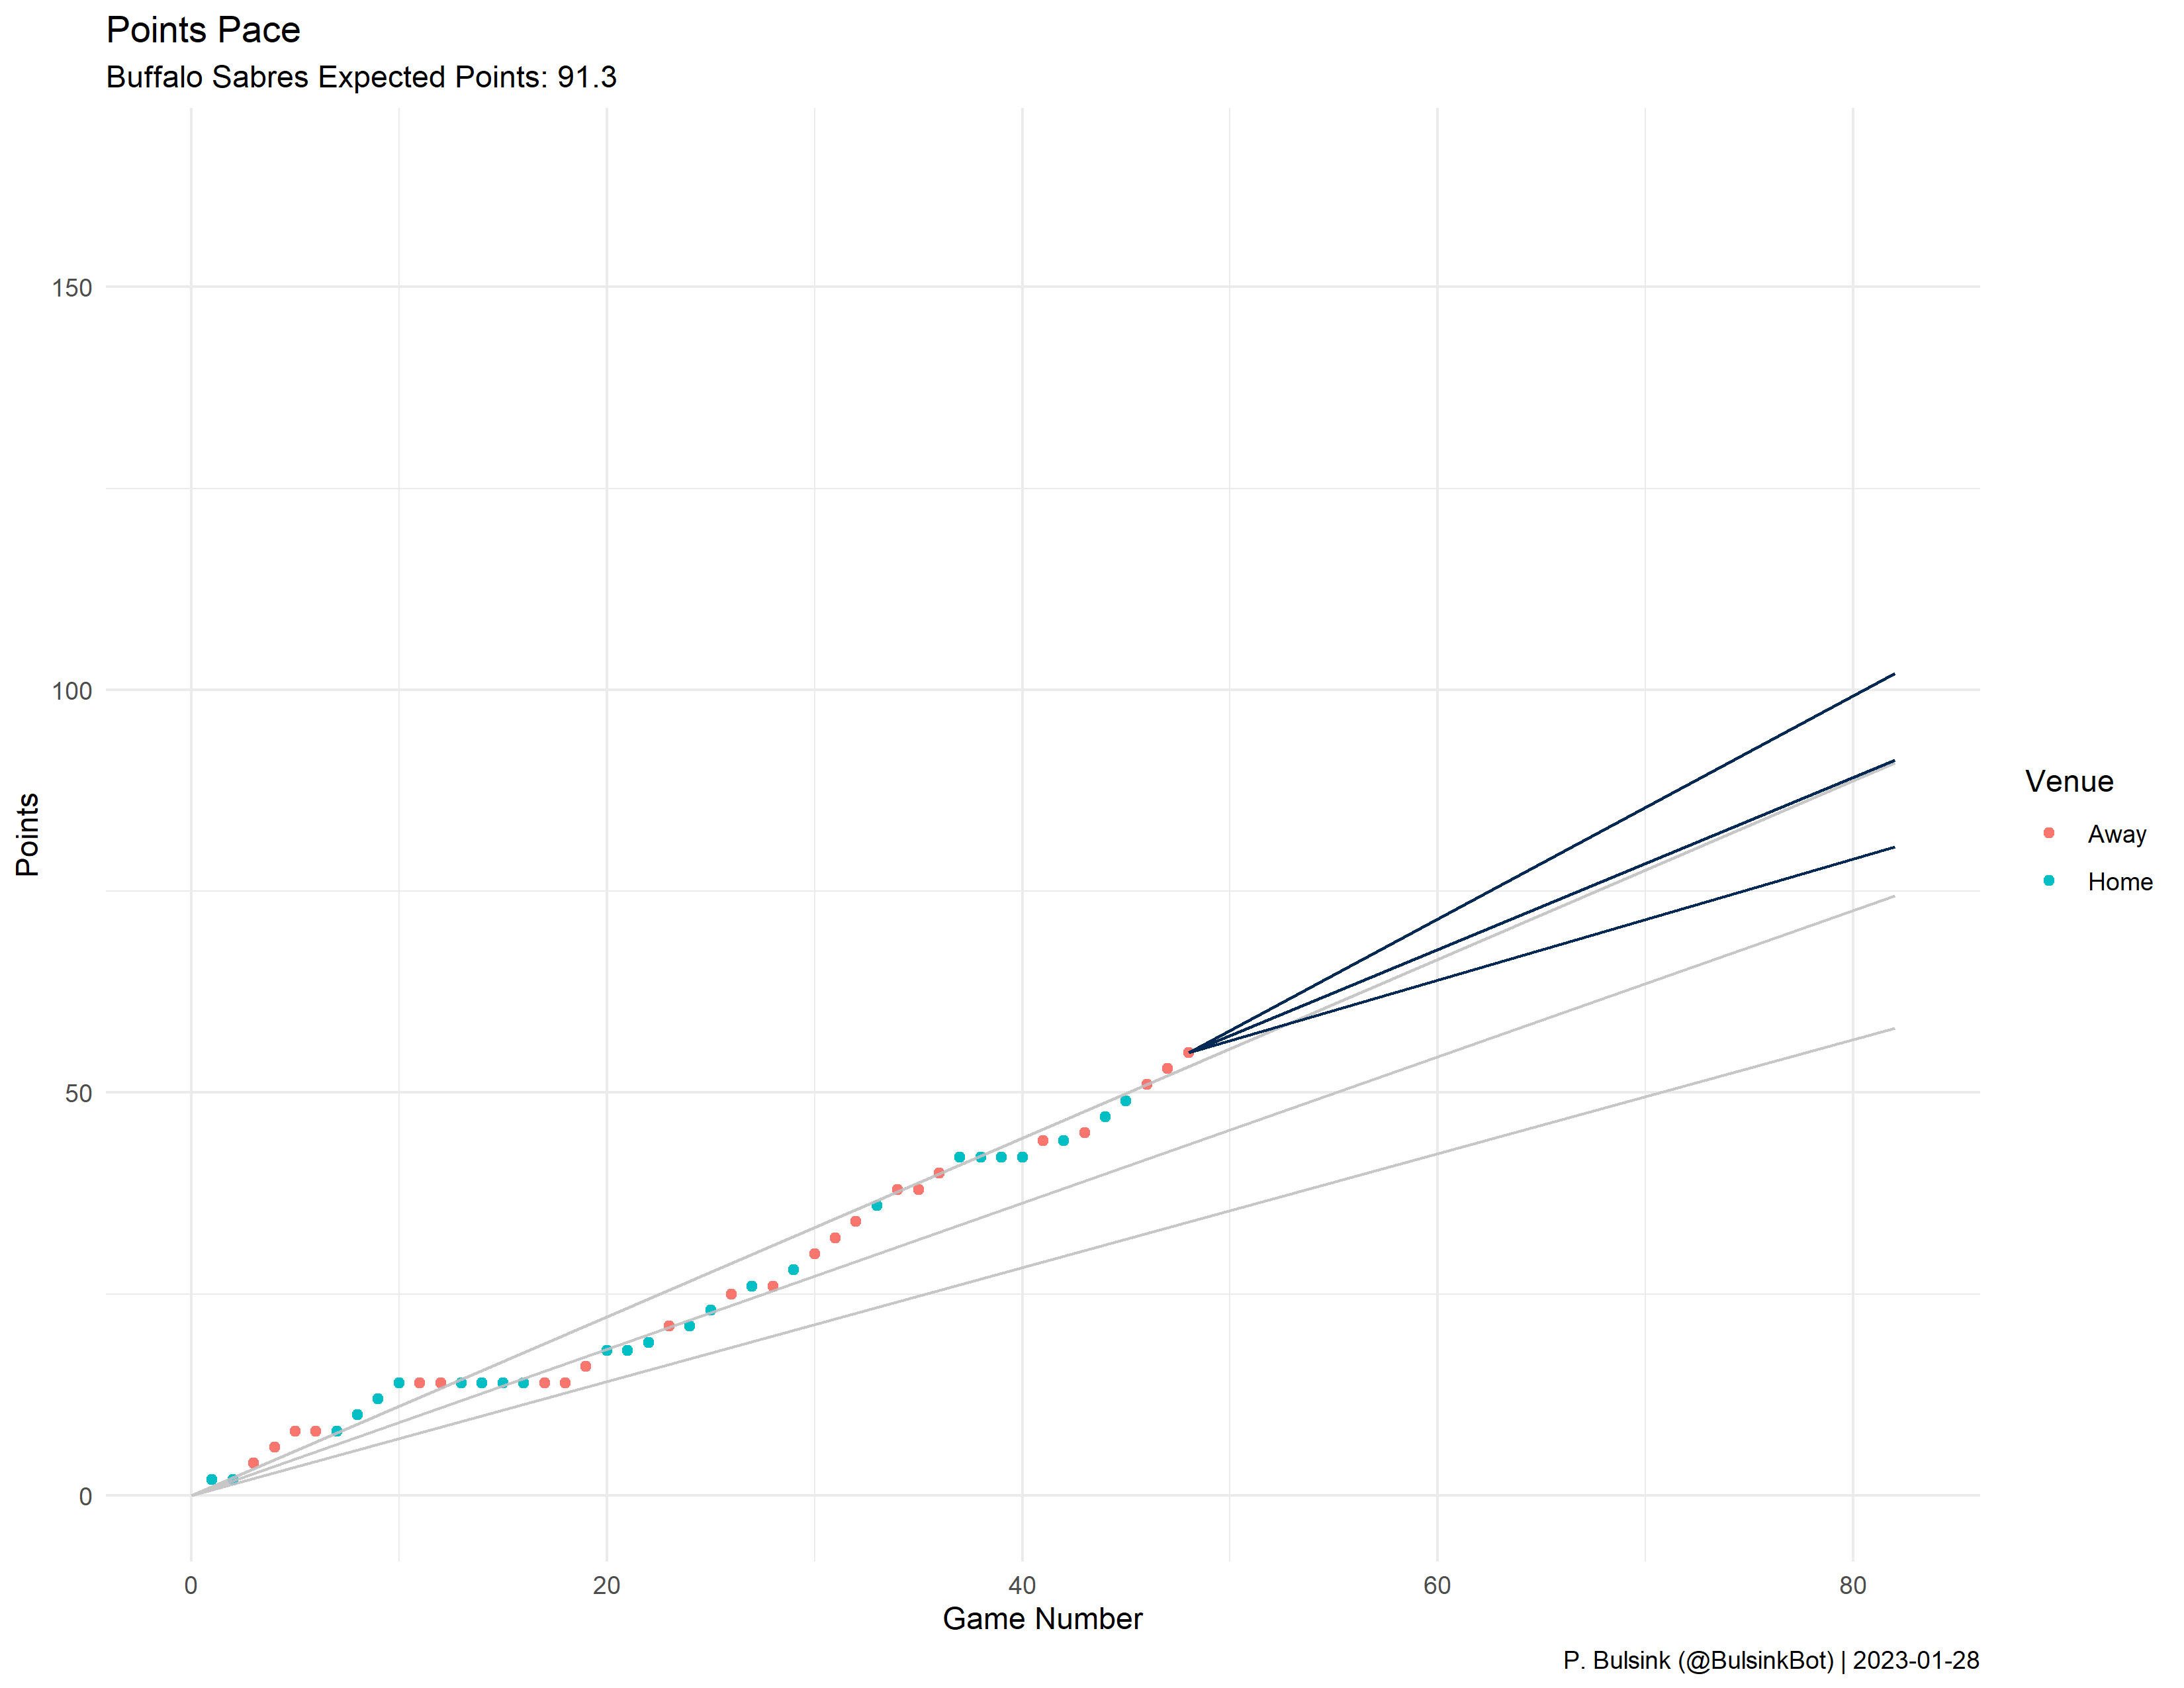 Points Pace
Buffalo Sabres Expected Points: 91.3
150
100
50
0
Points
0 20 40 60 80
Game Number
Venue
Away
Home
P. Bulsink (@BulsinkBot) | 2023-01-28